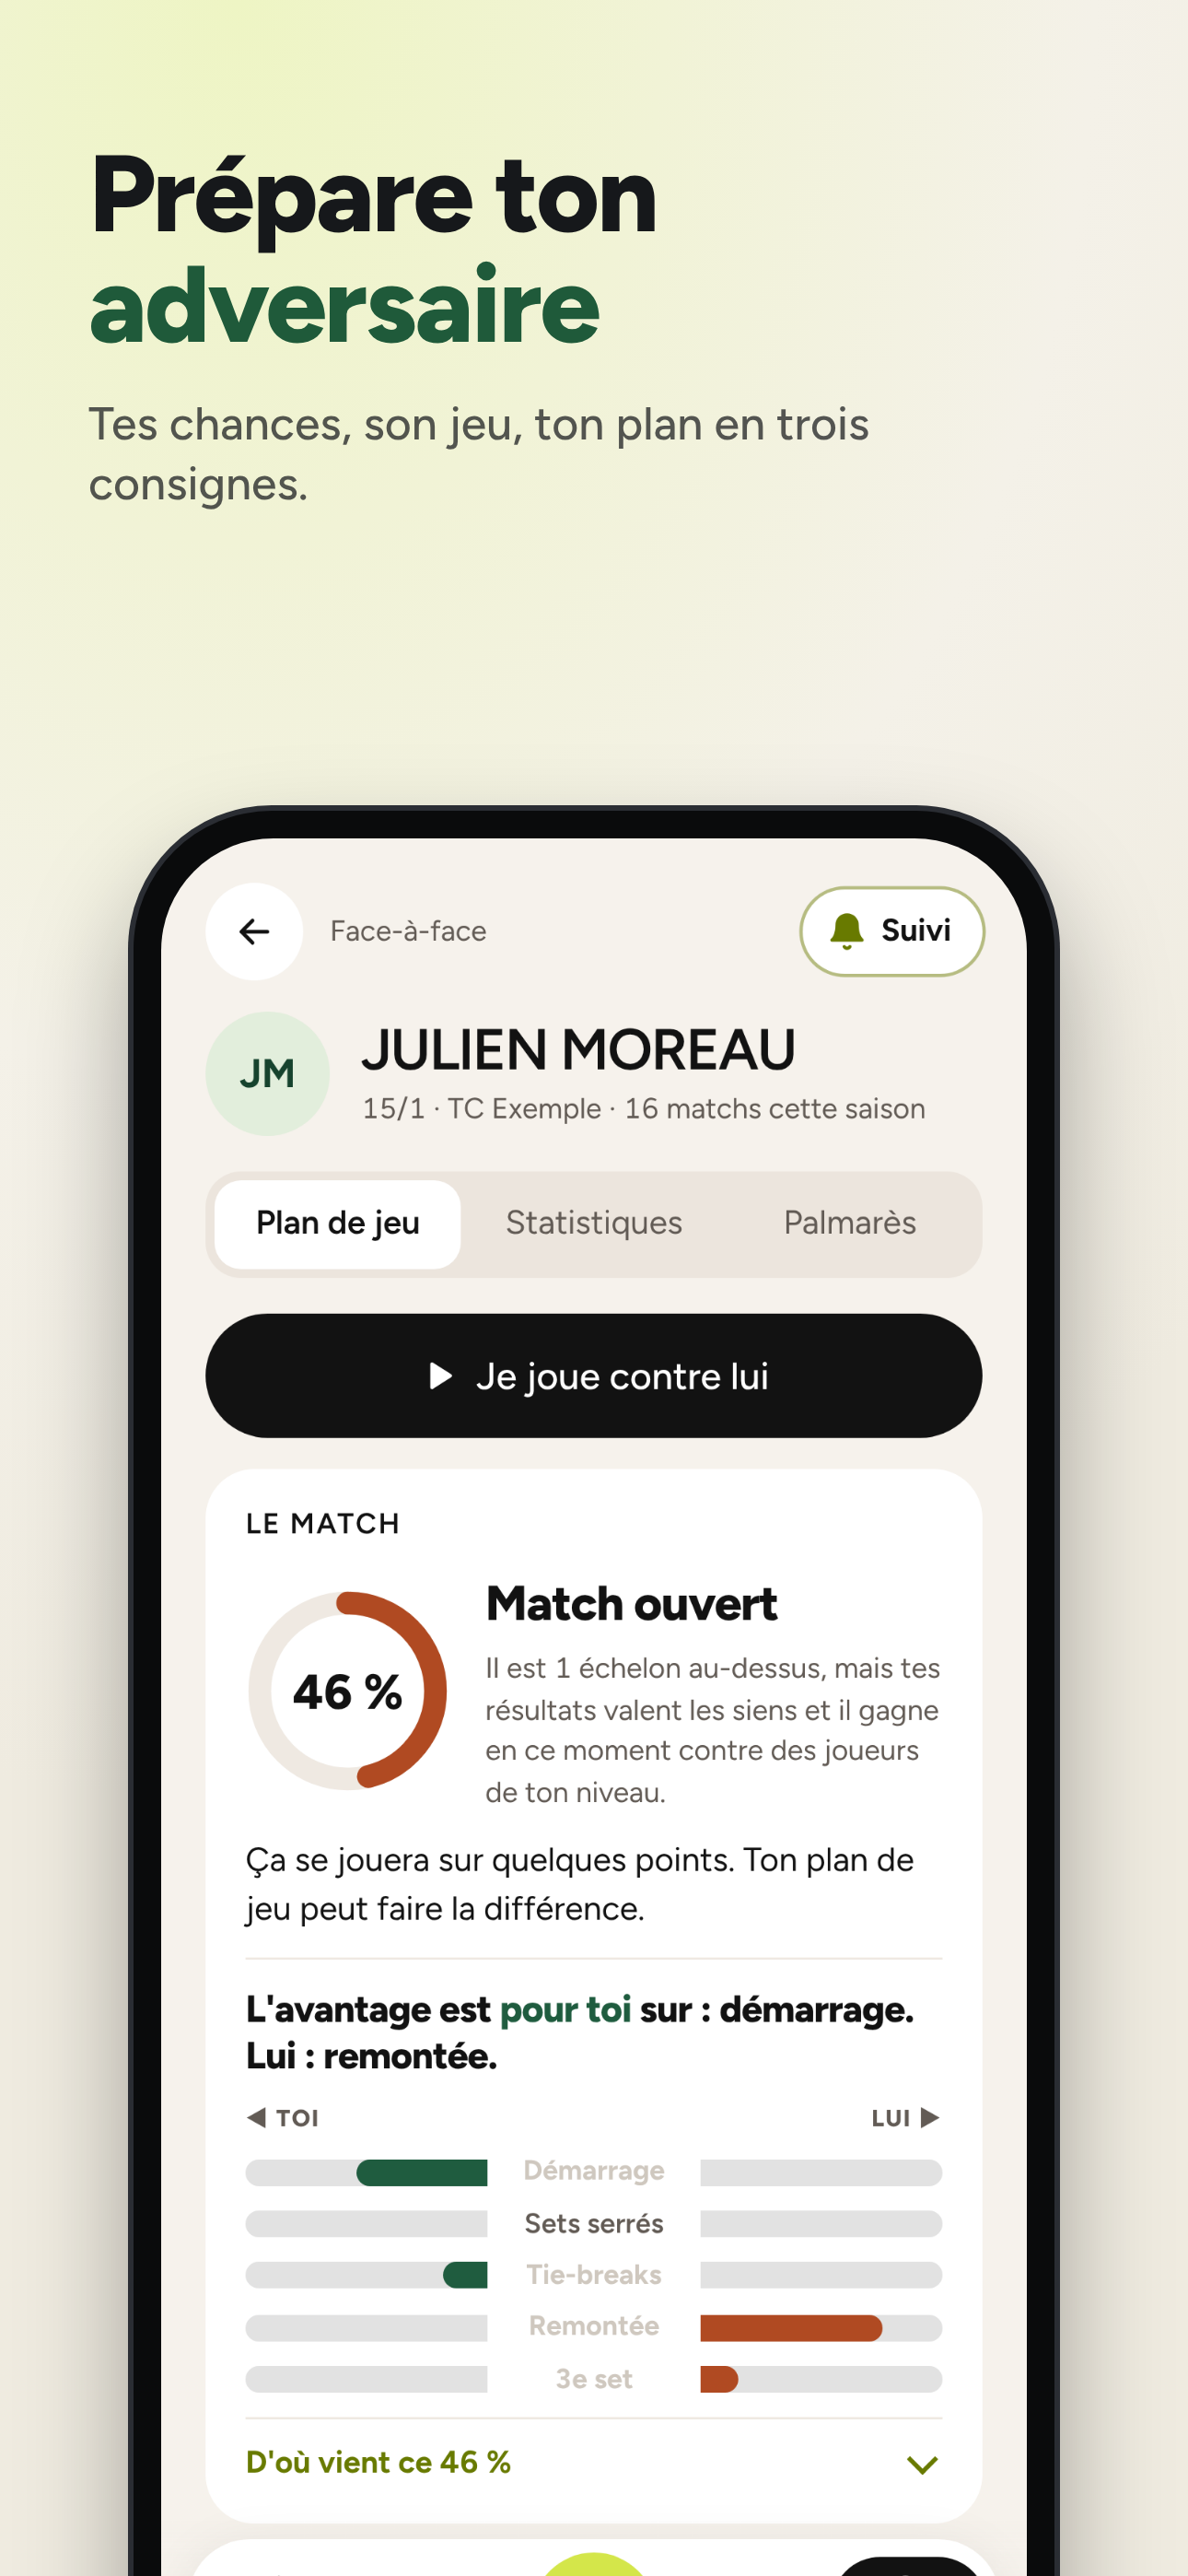 Prépare ton
adversaire
Tes chances, son jeu, ton plan en trois
consignes.
Face-à-face
Suivi
JM
JULIEN MOREAU
15/1 · TC Exemple · 16 matchs cette saison
Plan de jeu
Statistiques
Palmarès
Je joue contre lui
LE MATCH
46 %
Match ouvert
Il est 1 échelon au-dessus, mais tes
résultats valent les siens et il gagne
en ce moment contre des joueurs
de ton niveau.
Ça se jouera sur quelques points. Ton plan de
jeu peut faire la différence.
L'avantage est pour toi sur : démarrage.
Lui : remontée.
◀ TOI
LUI ▶
Démarrage
Sets serrés
Tie-breaks
Remontée
3e set
D'où vient ce 46 %